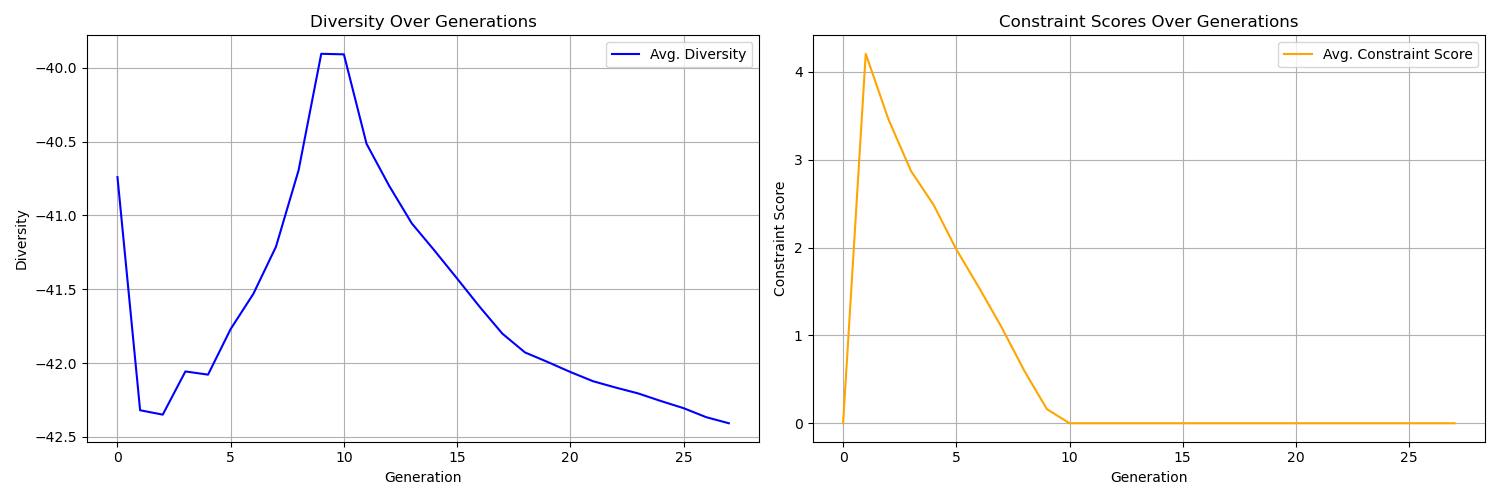 Diversity Over Generations
Avg. Diversity
Diversity
−40.0
−40.5
−41.0
−41.5
−42.0
−42.5
0 5 10 15 20 25
Generation
Constraint Scores Over Generations
Avg. Constraint Score
Constraint Score
4
3
2
1
0
0 5 10 15 20 25
Generation